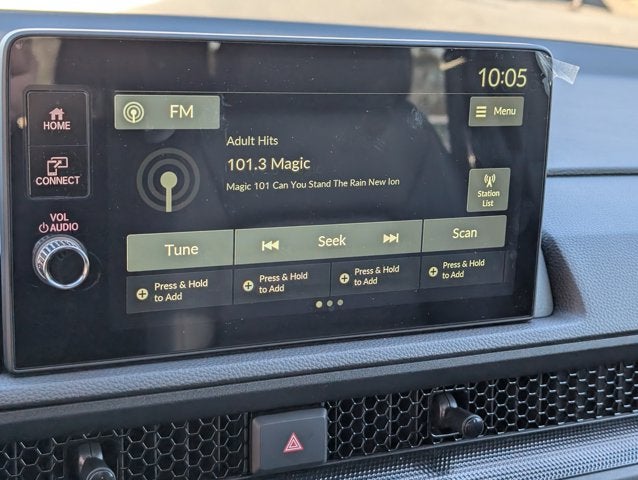 10:05
FM
Menu
HOME
Adult Hits
101.3 Magic
CONNECT
Magic 101 Can You Stand The Rain New Ion
Station
List
VOL
AUDIO
Tune
Seek
Scan
Press & Hold
to Add
Press & Hold
to Add
Press & Hold
to Add
Press & Hold
to Add